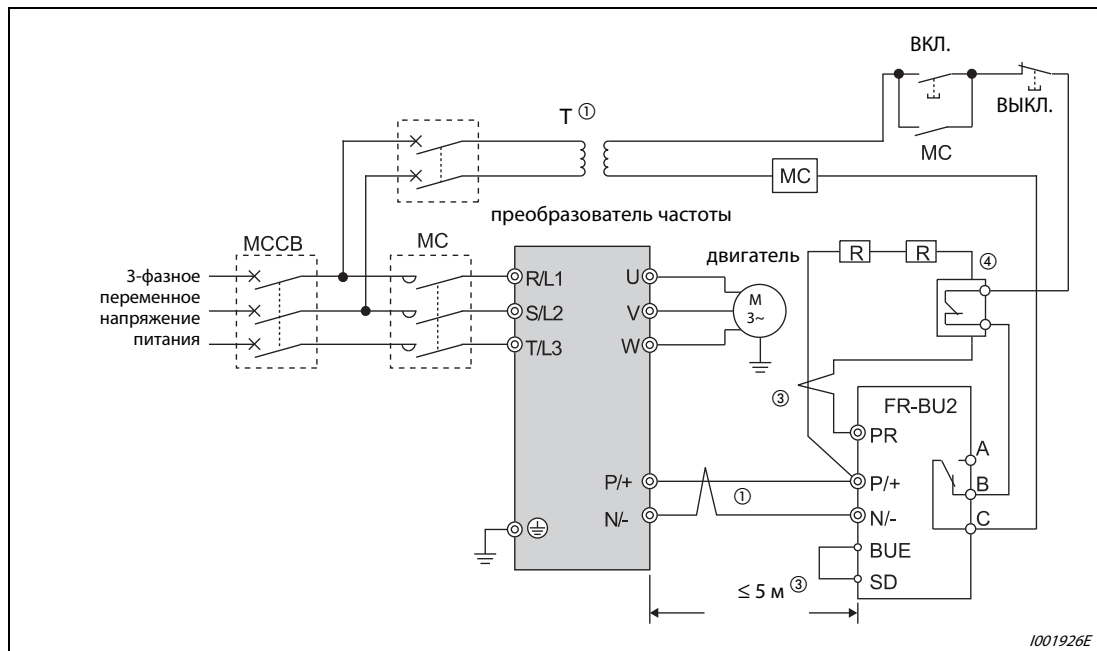 ВКЛ.
ВЫКЛ.
MC
T ①
MC
преобразователь частоты
MCCB
MC
3-фазное
переменное
напряжение
питания
R/L1
S/L2
T/L3
U
V
W
двигатель
M
3~
R
R
④
③
FR-BU2
PR
P/+
N/-
BUE
SD
A
B
C
P/+
N/-
①
≤ 5 м ③
I001926E